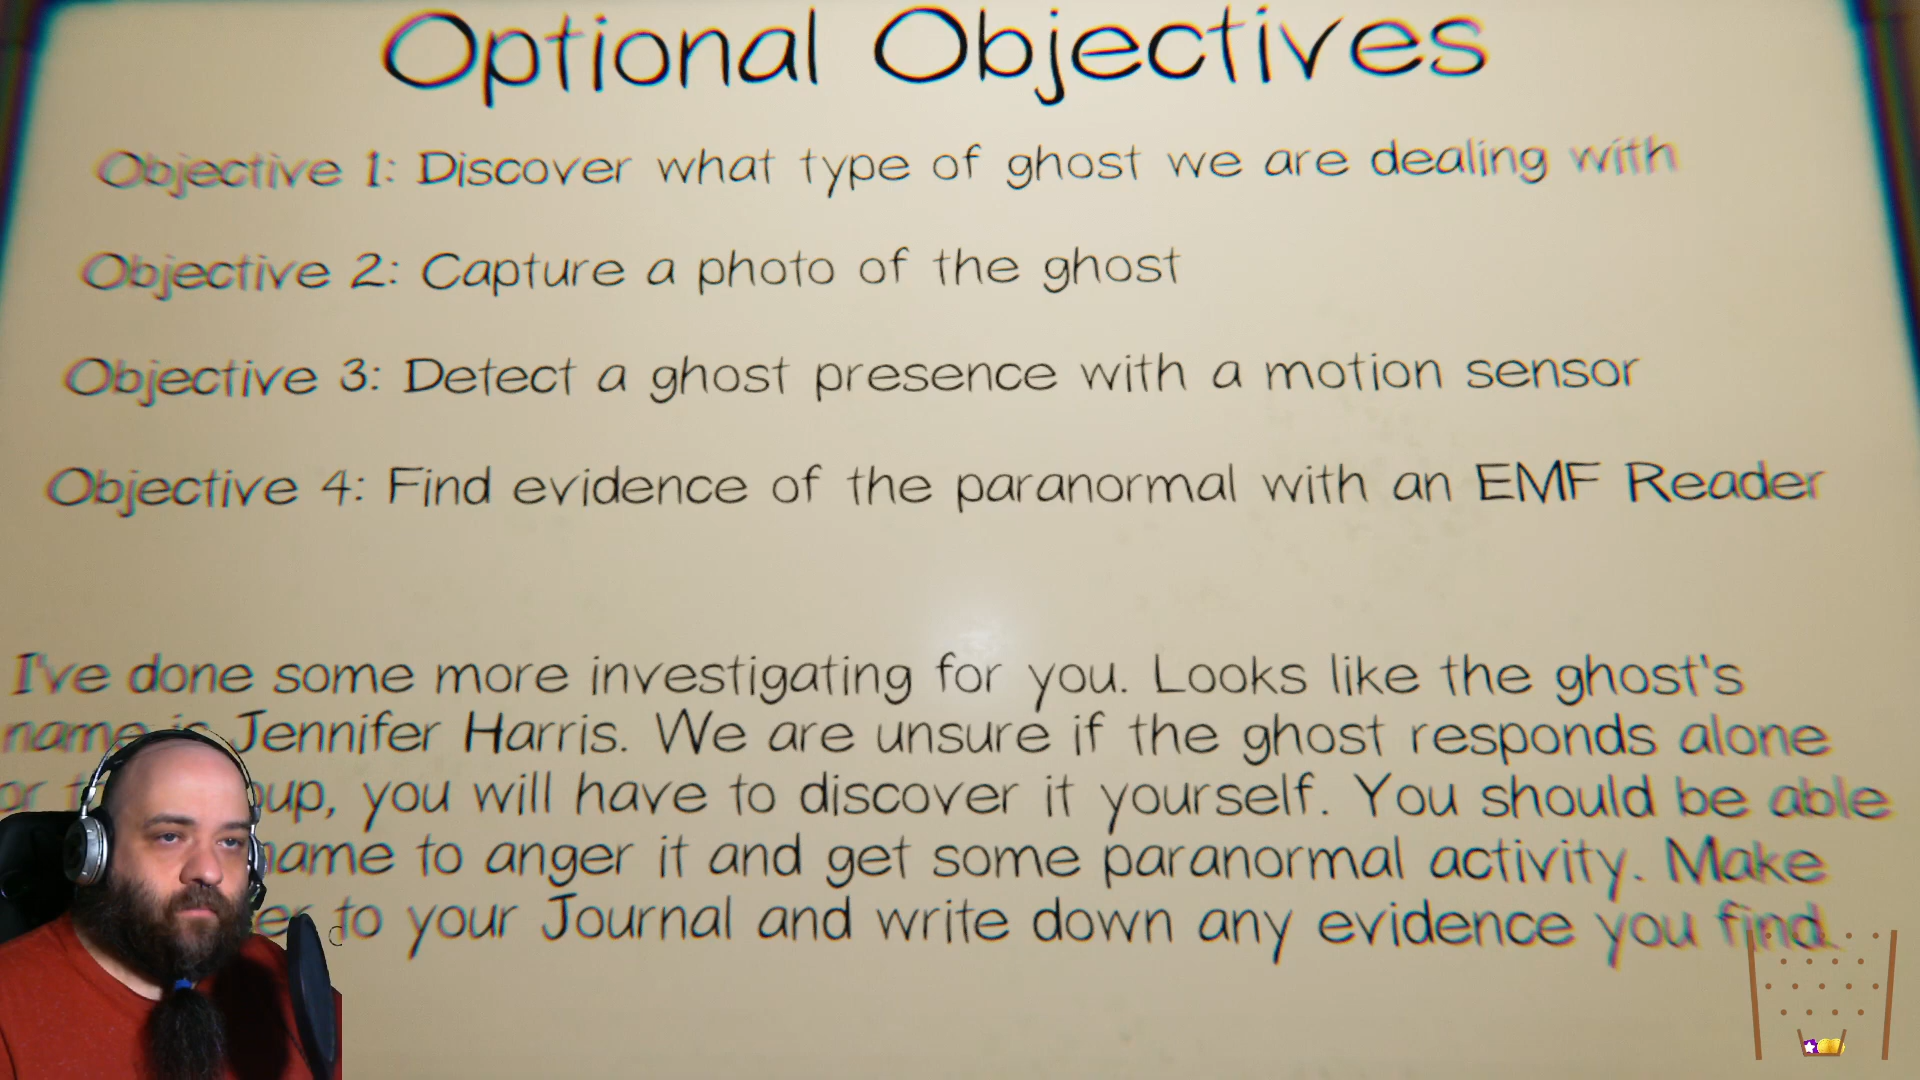 Optional Objectives
Objective 1: Discover what type of ghost we are dealing with
Objective 2: Capture a photo of the ghost
Objective 3: Detect a ghost presence with a motion sensor
Objective 4: Find evidence of the paranormal with an EMF Reader
I've done some more investigating for you. Looks like the ghost's
name is Jennifer Harris. We are unsure if the ghost responds alone
or you will have to discover it yourself. You should be able
name to anger it and get some paranormal activity. Make
to your Journal and write down any evidence you find.